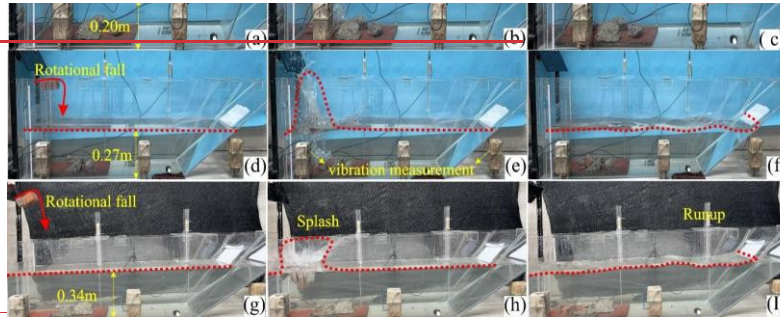 0.20m
(a)
(b)
(c)
Rotational fall
0.27m
(d)
vibration measurement
(e)
(f)
Rotational fall
0.34m
(g)
Splash
(h)
Runup
(I